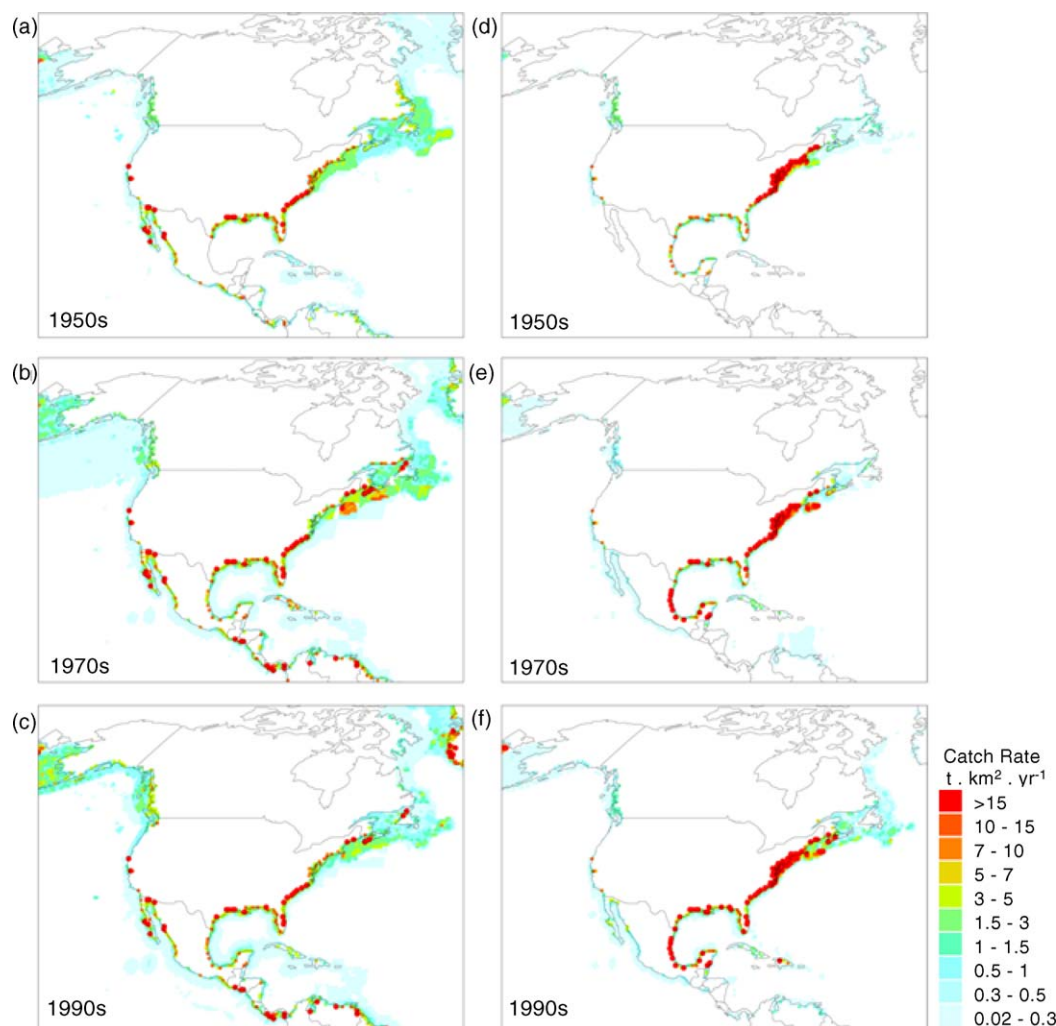 (a)
1950s
(d)
1950s
(b)
1970s
(e)
1970s
(c)
1990s
(f)
1990s
Catch Rate
t . km² . yr⁻¹
>15
10 - 15
7 - 10
5 - 7
3 - 5
1.5 - 3
1 - 1.5
0.5 - 1
0.3 - 0.5
0.02 - 0.3